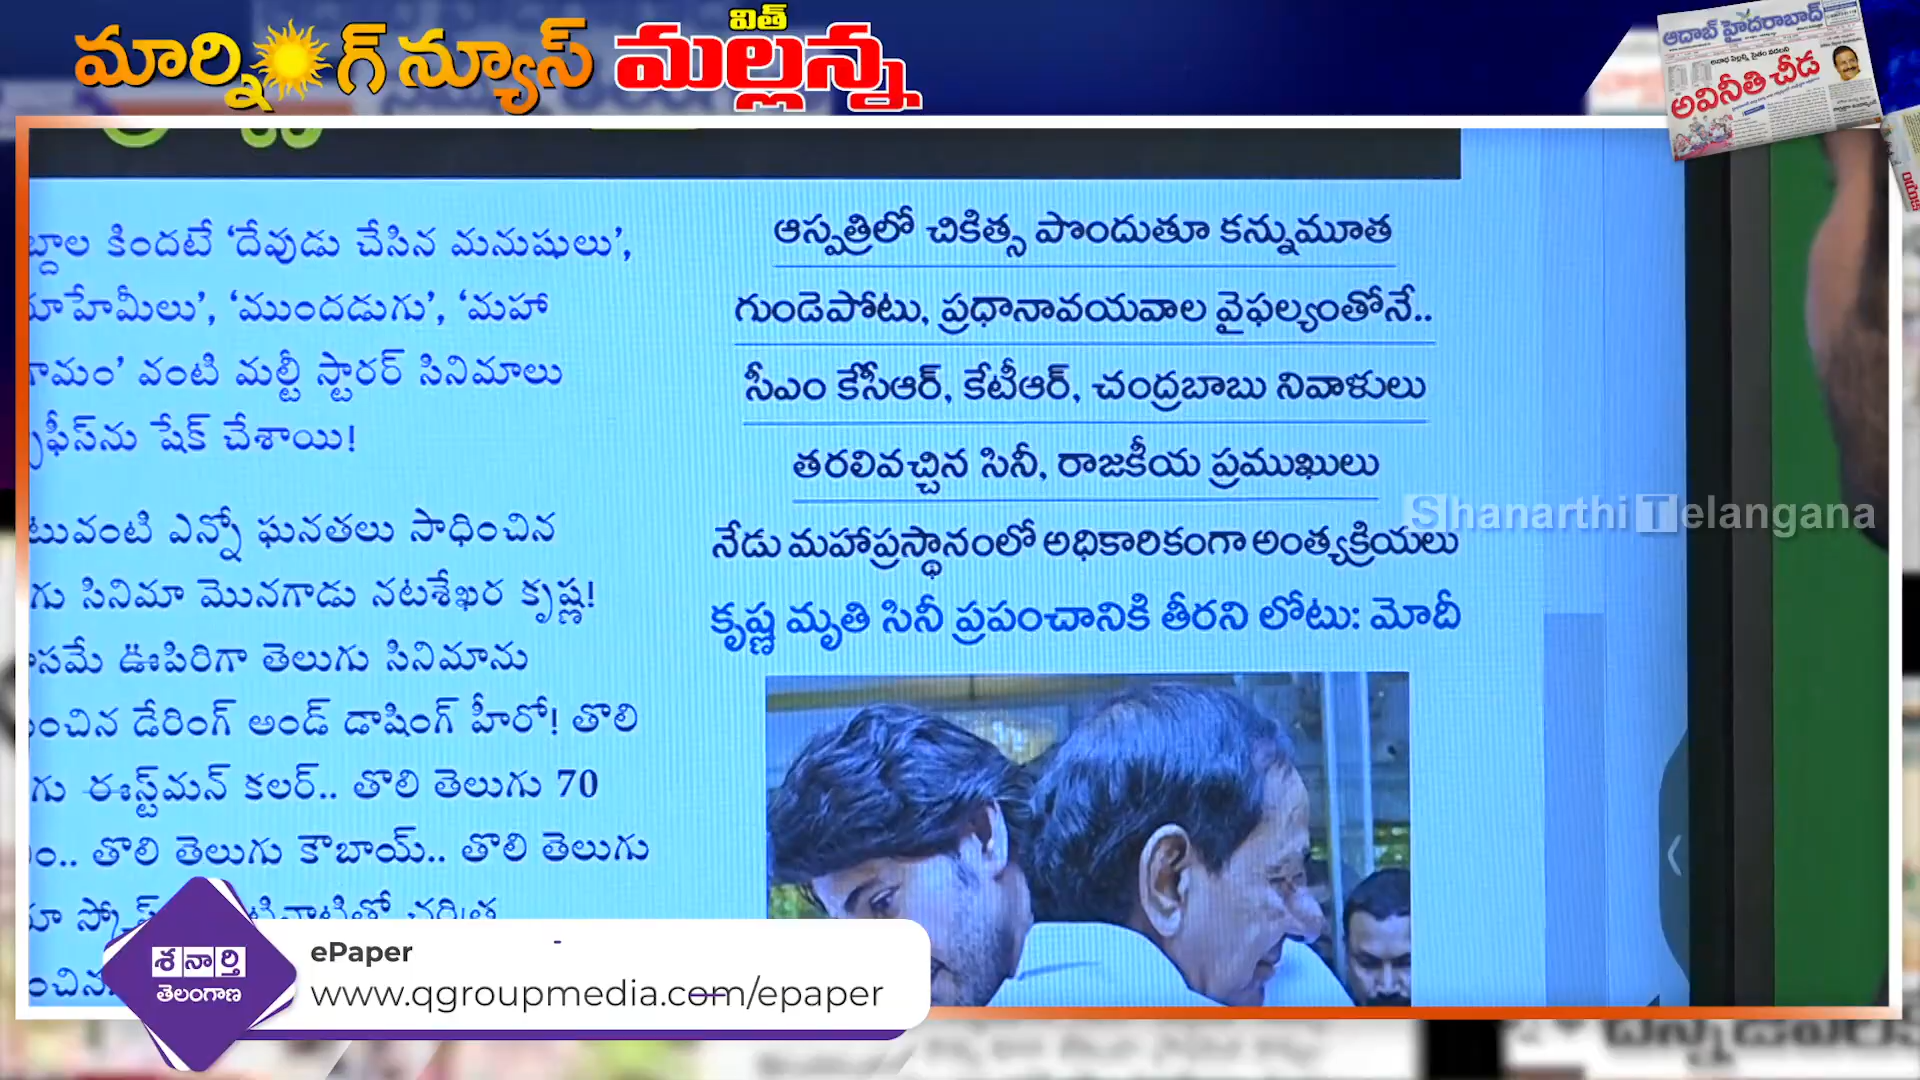 మార్నింగ్ న్యూస్ విత్ మల్లన్న
ఆదాబ్ హైదరాబాద్
అవినీతి చీడ
కిందటే ‘దేవుడు చేసిన మనుషులు’,
‘ముందడుగు’, ‘మహా
వంటి మల్టీ స్టారర్ సినిమాలు
షేక్ చేశాయి!
ఎన్నో ఘనతలు సాధించిన
సినిమా మొనగాడు నటశేఖర కృష్ణ!
ఊపిరిగా తెలుగు సినిమాను
డేరింగ్ అండ్ డాషింగ్ హీరో! తొలి
ఈస్ట్‌మన్ కలర్.. తొలి తెలుగు 70
తొలి తెలుగు కౌబాయ్.. తొలి తెలుగు
ఆస్పత్రిలో చికిత్స పొందుతూ కన్నుమూత
గుండెపోటు, ప్రధానావయవాల వైఫల్యంతోనే..
సీఎం కేసీఆర్, కేటీఆర్, చంద్రబాబు నివాళులు
తరలివచ్చిన సినీ, రాజకీయ ప్రముఖులు
నేడు మహాప్రస్థానంలో అధికారికంగా అంత్యక్రియలు
కృష్ణ మృతి సినీ ప్రపంచానికి తీరని లోటు: మోదీ
Shanarthi Telangana
శనార్తి
తెలంగాణ
ePaper
www.qgroupmedia.com/epaper